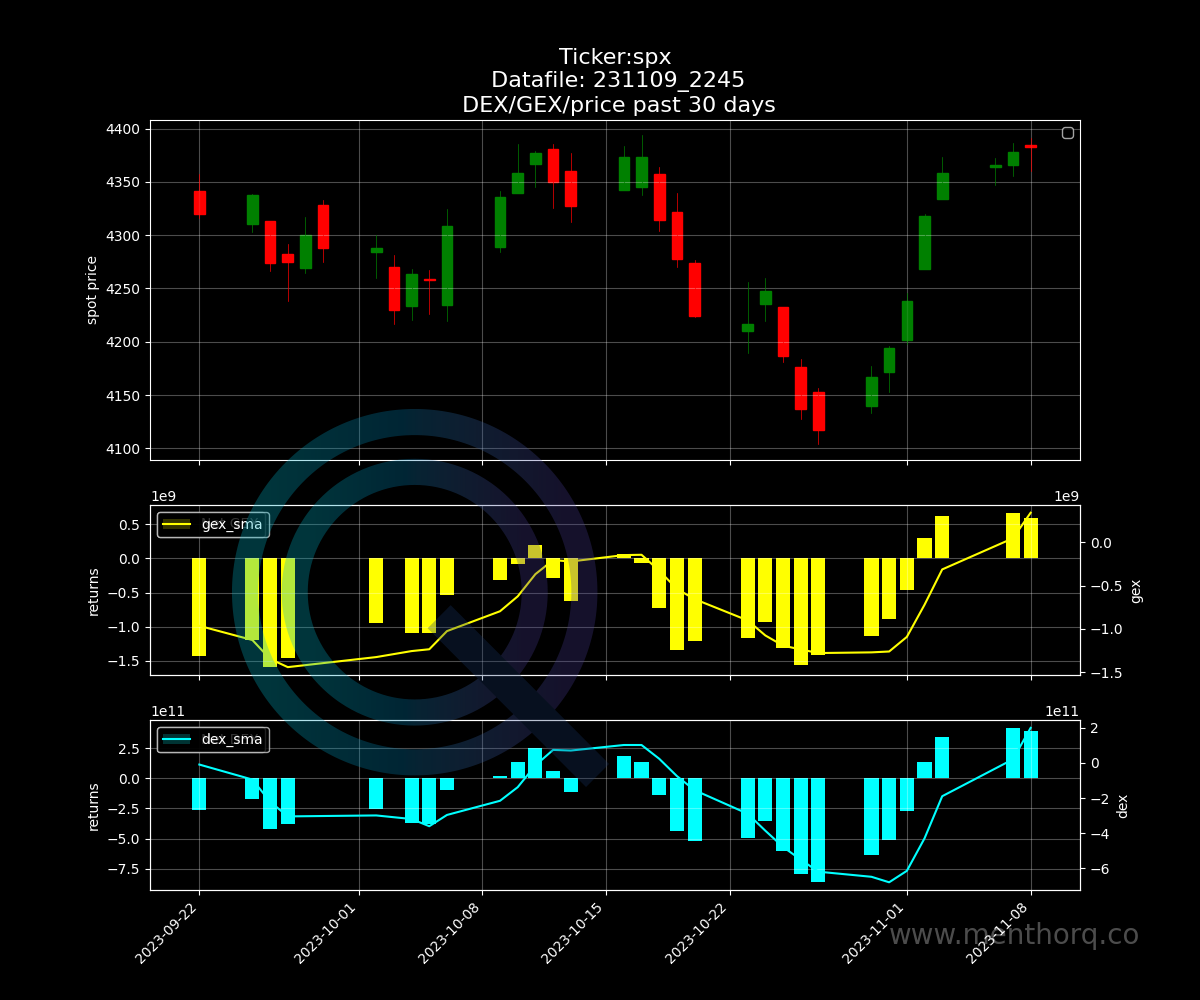 Ticker:spx
Datafile: 231109_2245
DEX/GEX/price past 30 days
4400
4350
4300
4250
4200
4150
4100
spot price
1e9
1e9
gex_sma
0.5
0.0
−0.5
−1.0
−1.5
returns
0.0
−0.5
−1.0
−1.5
gex
1e11
1e11
dex_sma
2.5
0.0
−2.5
−5.0
−7.5
returns
2
0
−2
−4
−6
dex
2023-09-22
2023-10-01
2023-10-08
2023-10-15
2023-10-22
2023-11-01
2023-11-08
www.menthorq.co